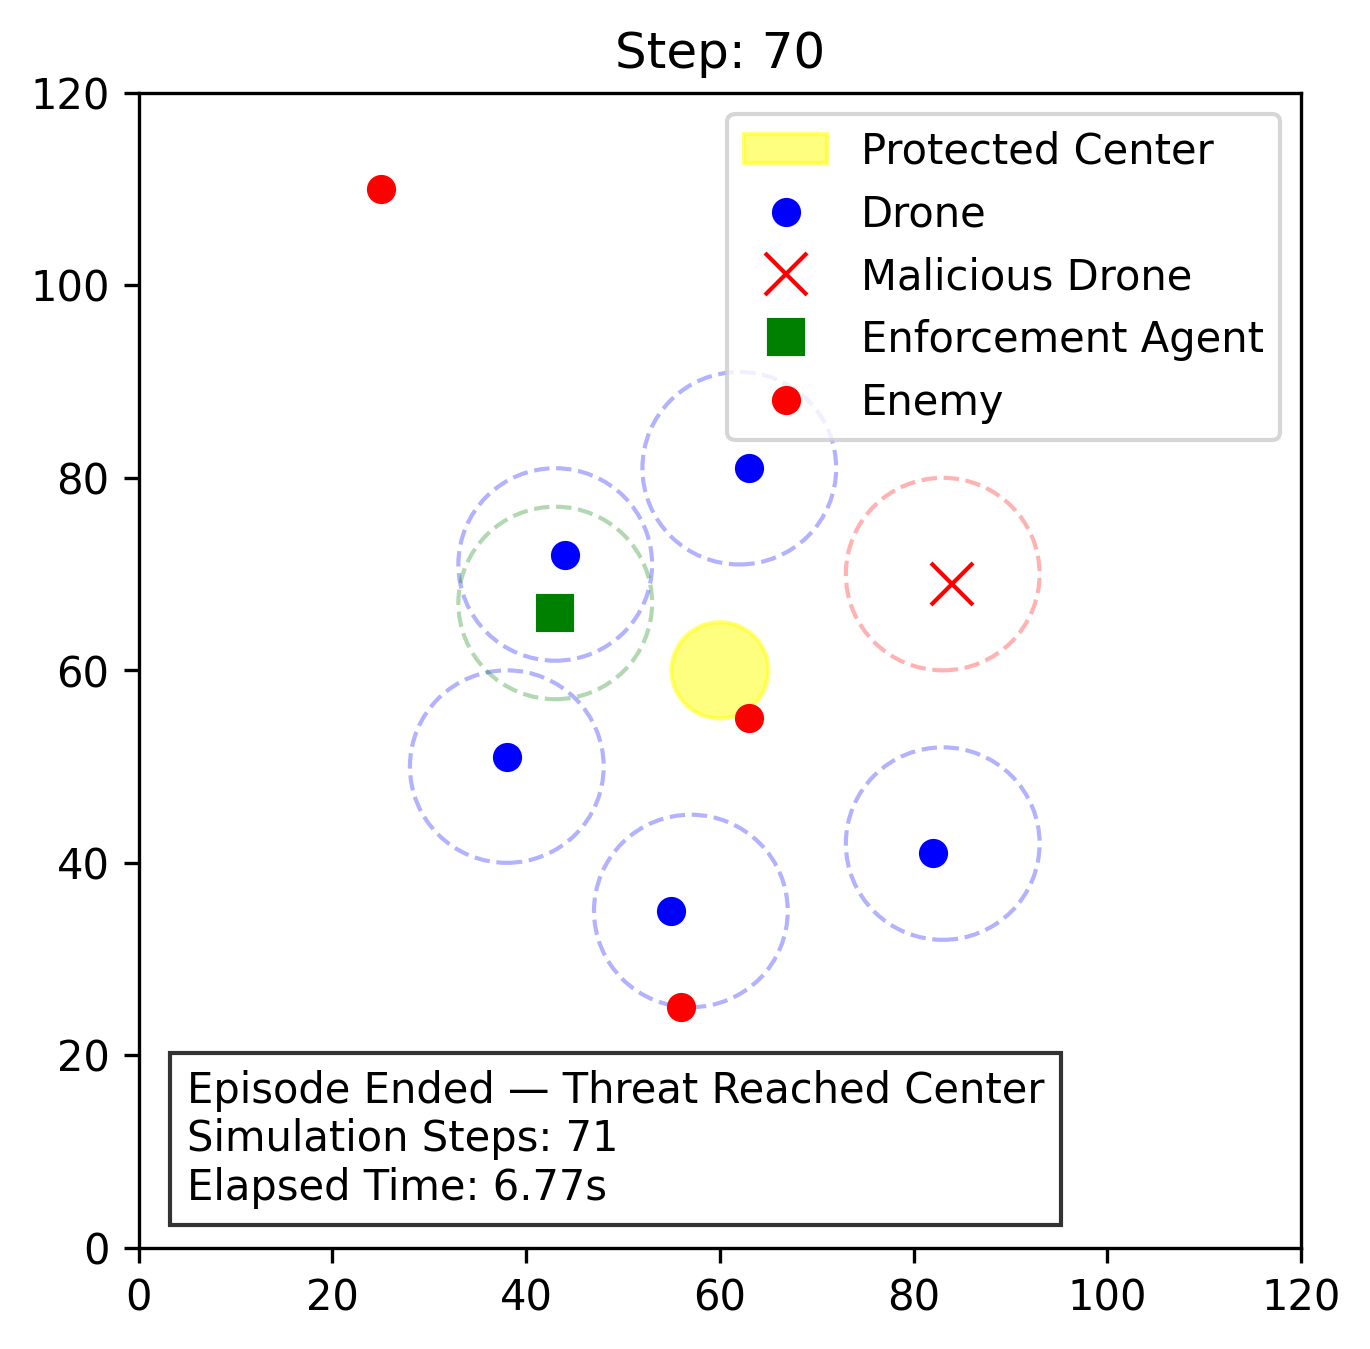 Step: 70
120
100
80
60
40
20
0
Protected Center
Drone
Malicious Drone
Enforcement Agent
Enemy
Episode Ended — Threat Reached Center
Simulation Steps: 71
Elapsed Time: 6.77s
0 20 40 60 80 100 120